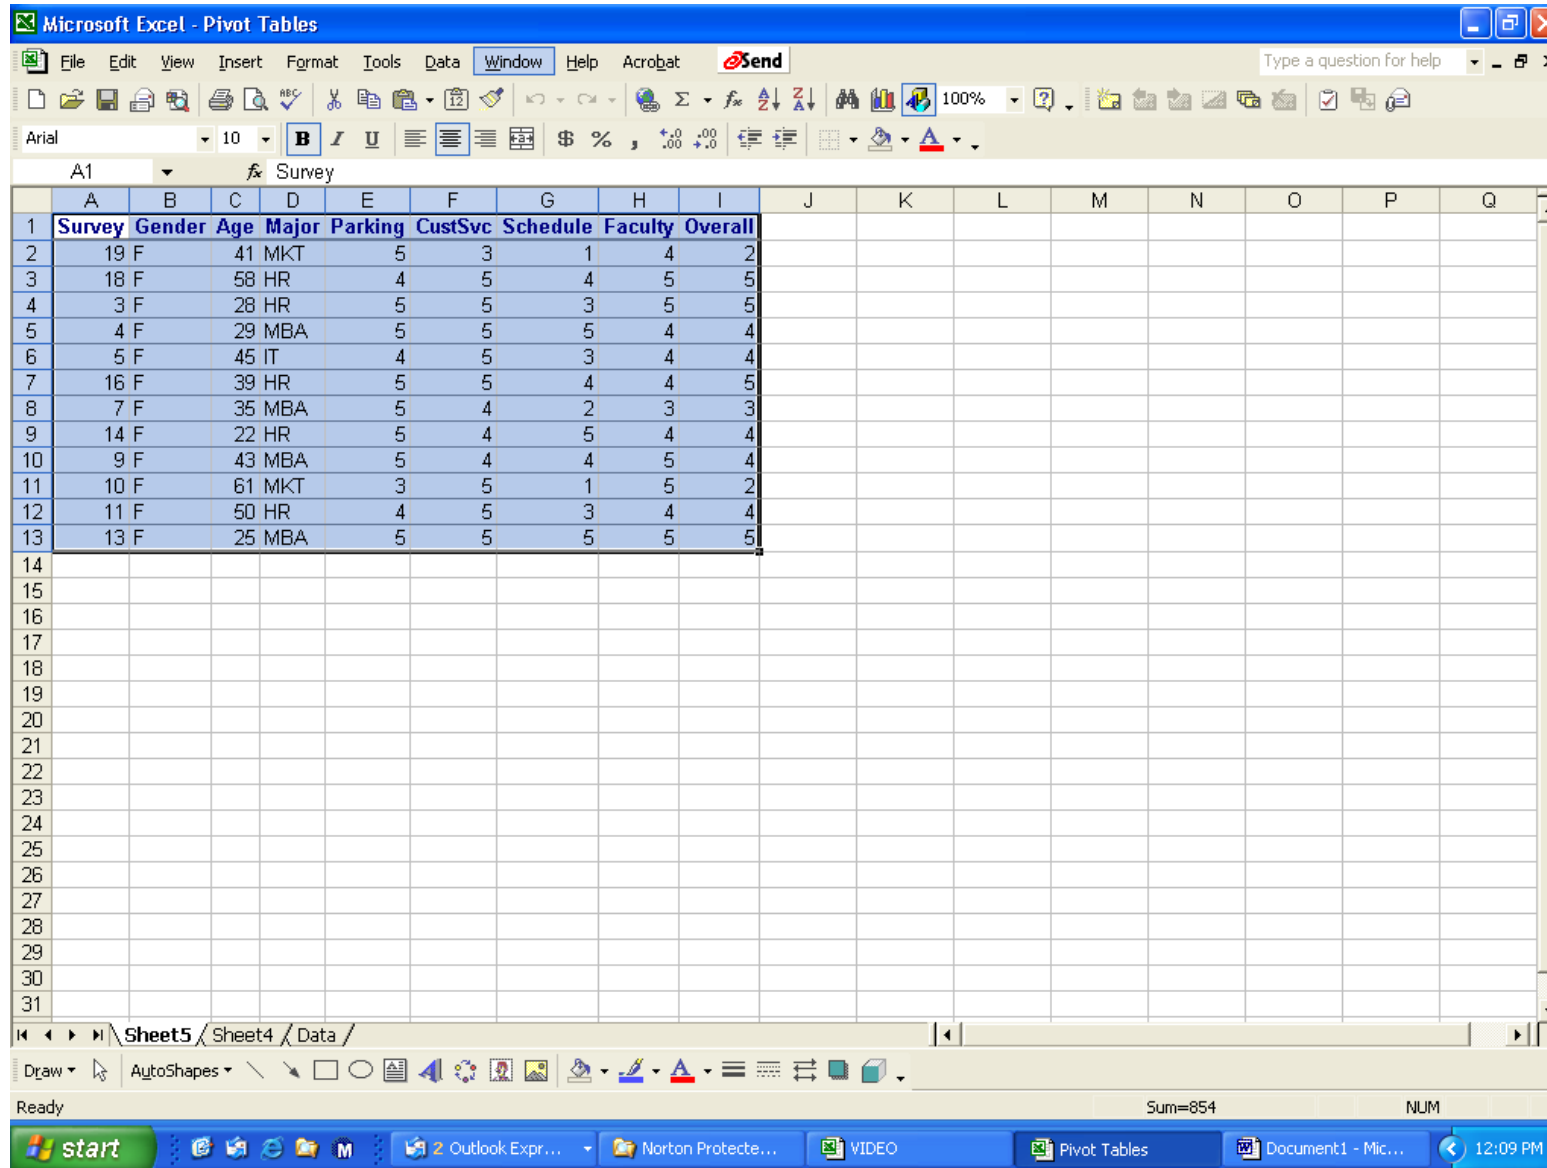 Microsoft Excel - Pivot Tables
File Edit View Insert Format Tools Data Window Help Acrobat Send Type a question for help
100%
Arial 10 B I U $ % ,
A1 fx Survey
A B C D E F G H I J K L M N O P Q
1 Survey Gender Age Major Parking CustSvc Schedule Faculty Overall
2 19 F 41 MKT 5 3 1 4 2
3 18 F 58 HR 4 5 4 5 5
4 3 F 28 HR 5 5 3 5 5
5 4 F 29 MBA 5 5 5 4 4
6 5 F 45 IT 4 5 3 4 4
7 16 F 39 HR 5 5 4 4 5
8 7 F 35 MBA 5 4 2 3 3
9 14 F 22 HR 5 4 5 4 4
10 9 F 43 MBA 5 4 4 5 4
11 10 F 61 MKT 3 5 1 5 2
12 11 F 50 HR 4 5 3 4 4
13 13 F 25 MBA 5 5 5 5 5
14
15
16
17
18
19
20
21
22
23
24
25
26
27
28
29
30
31
Sheet5 Sheet4 Data
Draw AutoShapes
Ready Sum=854 NUM
start 2 Outlook Expr... Norton Protecte... VIDEO Pivot Tables Document1 - Mic... 12:09 PM